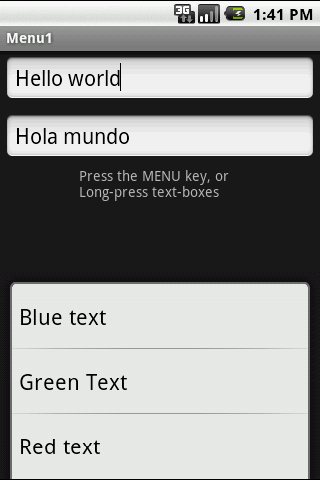 3G 1:41 PM
Menu1
Hello world
Hola mundo
Press the MENU key, or
Long-press text-boxes
Blue text
Green Text
Red text